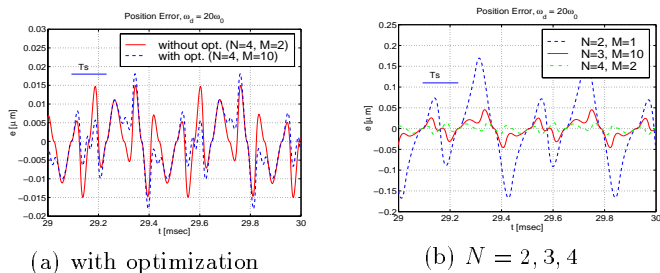 Position Error, ω_d = 20ω_0
0.03
0.025
0.02
0.015
0.01
0.005
0
-0.005
-0.01
-0.015
-0.02
e [μ m]
without opt. (N=4, M=2)
with opt. (N=4, M=10)
Ts
29
29.2
29.4
29.6
29.8
30
t [msec]
(a) with optimization
Position Error, ω_d = 20ω_0
0.25
0.2
0.15
0.1
0.05
0
-0.05
-0.1
-0.15
-0.2
e [μ m]
N=2, M=1
N=3, M=10
N=4, M=2
Ts
29
29.2
29.4
29.6
29.8
30
t [msec]
(b) N = 2, 3, 4